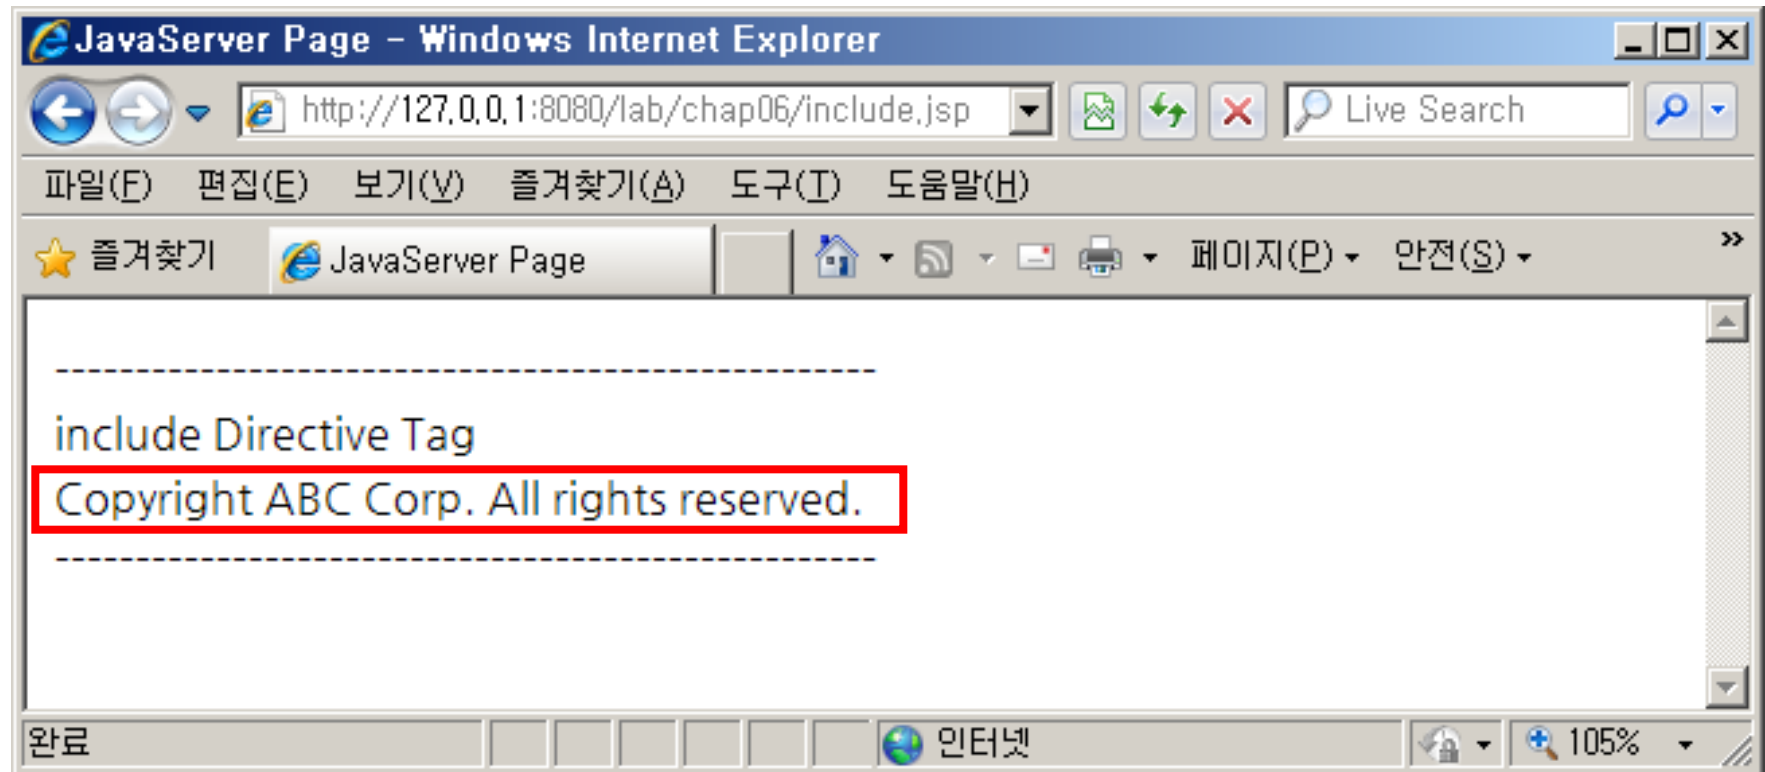 JavaServer Page - Windows Internet Explorer
http://127.0.0.1:8080/lab/chap06/include.jsp Live Search
파일(F) 편집(E) 보기(V) 즐겨찾기(A) 도구(T) 도움말(H)
즐겨찾기 JavaServer Page 페이지(P) 안전(S) »
--------------------------------------------------
include Directive Tag
Copyright ABC Corp. All rights reserved.
--------------------------------------------------
완료 인터넷 105%